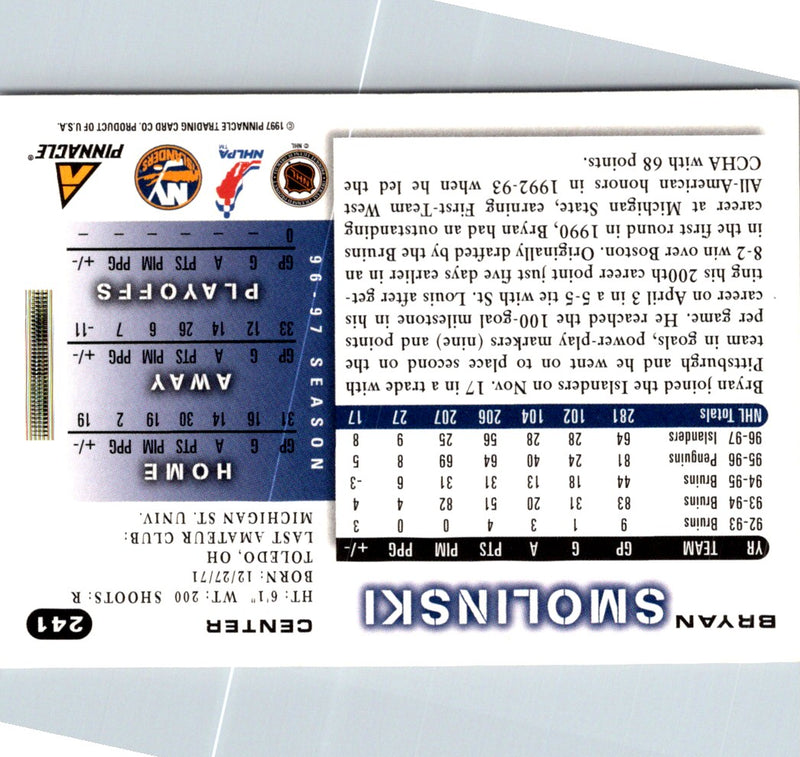 BRYAN SMOLINSKI
CENTER
241
HT: 6'1" WT: 200 SHOOTS: R
BORN: 12/27/71
TOLEDO, OH
LAST AMATEUR CLUB:
MICHIGAN ST. UNIV.
YR TEAM GP G A PTS PIM PPG +/-
92-93 Bruins 9 1 3 4 0 0 3
93-94 Bruins 83 31 20 51 82 4 4
94-95 Bruins 44 18 13 31 31 6 -3
95-96 Penguins 81 24 40 64 69 8 5
96-97 Islanders 64 28 28 56 25 9 8
NHL Totals 281 102 104 206 207 27 17
Bryan joined the Islanders on Nov. 17 in a trade with
Pittsburgh and he went on to place second on the
team in goals, power-play markers (nine) and points
per game. He reached the 100-goal milestone in his
career on April 3 in a 5-5 tie with St. Louis after get-
ting his 200th career point just five days earlier in an
8-2 win over Boston. Originally drafted by the Bruins
in the first round in 1990, Bryan had an outstanding
career at Michigan State, earning First-Team West
All-American honors in 1992-93 when he led the
CCHA with 68 points.
96-97 SEASON
HOME
GP G A PTS PIM PPG +/-
31 16 14 30 19 2 19
AWAY
GP G A PTS PIM PPG +/-
33 12 14 26 6 7 -11
PLAYOFFS
GP G A PTS PIM PPG +/-
0 – – – – – –
NHL
© NHL
NHLPA
™
NY
ISLANDERS
PINNACLE®
© 1997 PINNACLE TRADING CARD CO. PRODUCT OF U.S.A.